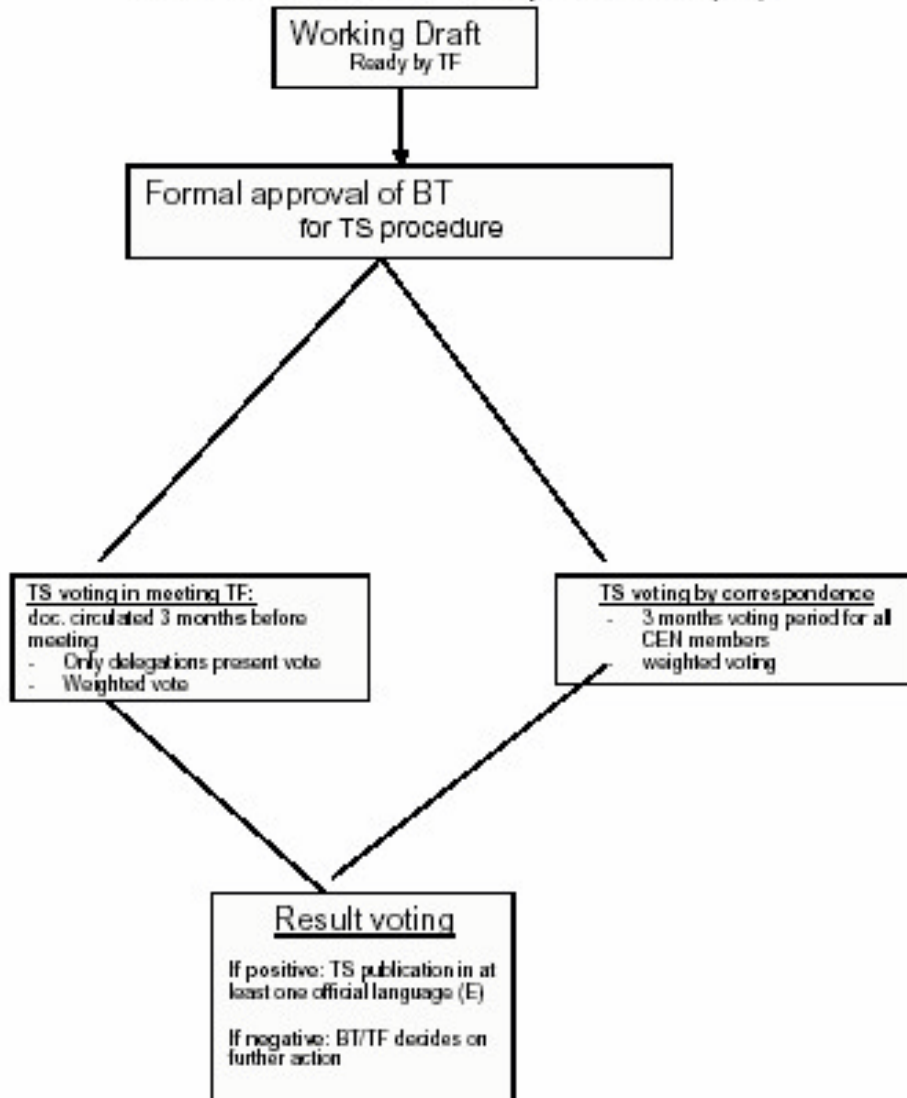 Working Draft
Ready by TF
Formal approval of BT
for TS procedure
TS voting in meeting TF:
doc. circulated 3 months before
meeting
- Only delegations present vote
- Weighted vote
TS voting by correspondence
- 3 months voting period for all
CEN members
- weighted voting
Result voting
If positive: TS publication in at
least one official language (E)
If negative: BT/TF decides on
further action